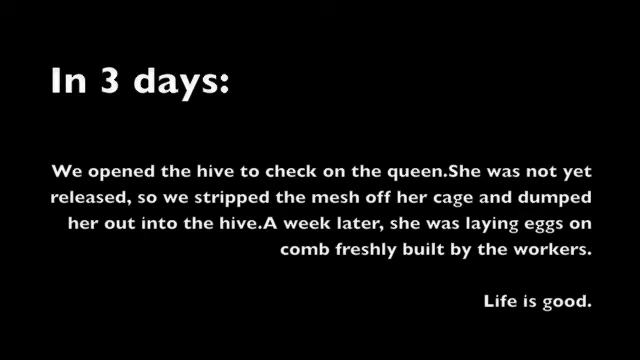 In 3 days:
We opened the hive to check on the queen.She was not yet
released, so we stripped the mesh off her cage and dumped
her out into the hive.A week later, she was laying eggs on
comb freshly built by the workers.
Life is good.